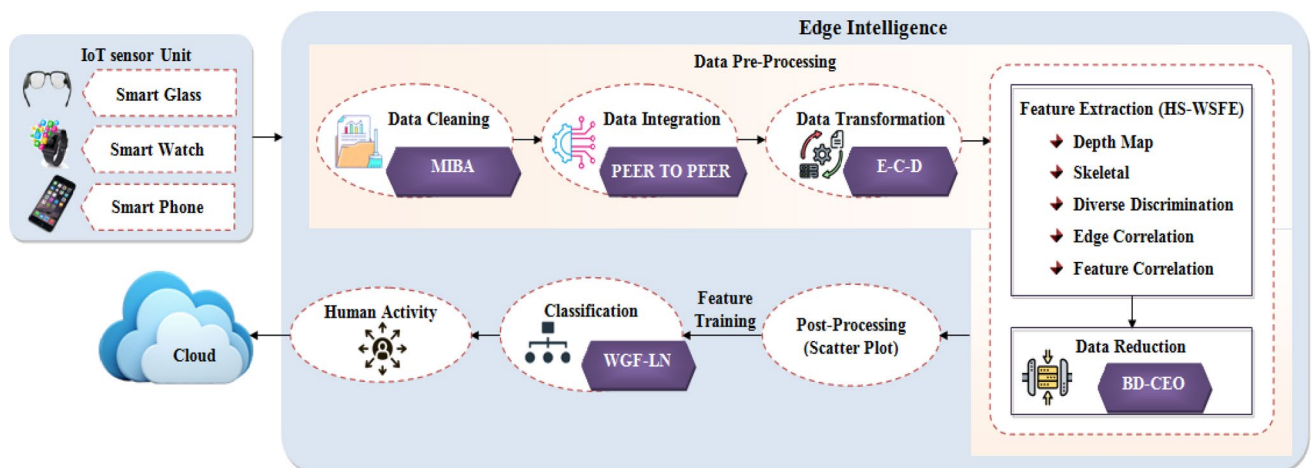 Edge Intelligence
IoT sensor Unit
Smart Glass
Smart Watch
Smart Phone
Data Pre-Processing
Data Cleaning
MIBA
Data Integration
PEER TO PEER
Data Transformation
E-C-D
Feature Extraction (HS-WSFE)
Depth Map
Skeletal
Diverse Discrimination
Edge Correlation
Feature Correlation
Data Reduction
BD-CEO
Post-Processing
(Scatter Plot)
Feature
Training
Classification
WGF-LN
Human Activity
Cloud